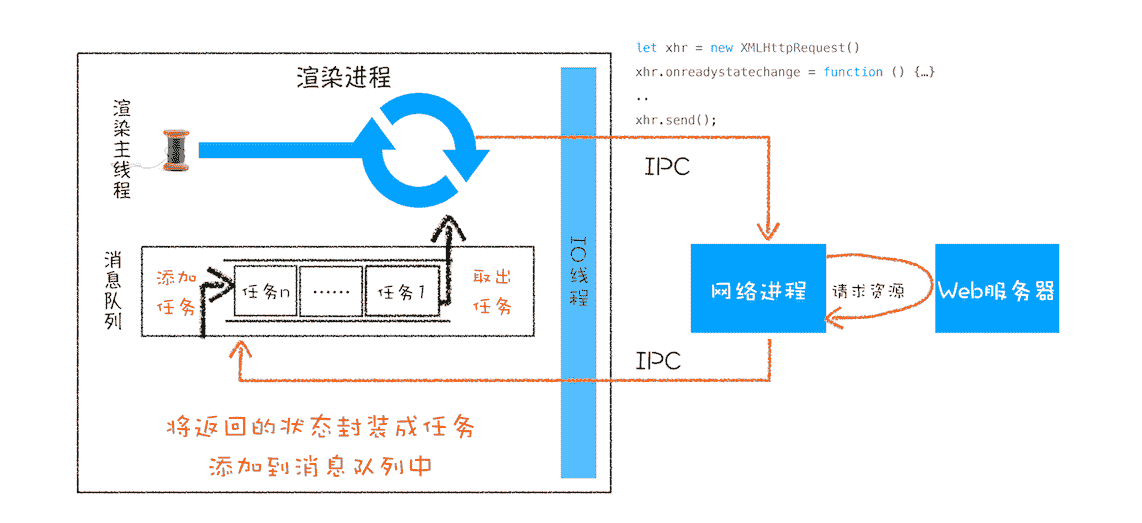 let xhr = new XMLHttpRequest()
xhr.onreadystatechange = function () {…}
..
xhr.send();
渲染进程
渲染主线程
IPC
IO线程
消息队列
添加
任务
任务n
……
任务1
取出
任务
网络进程
请求资源
Web服务器
IPC
将返回的状态封装成任务
添加到消息队列中